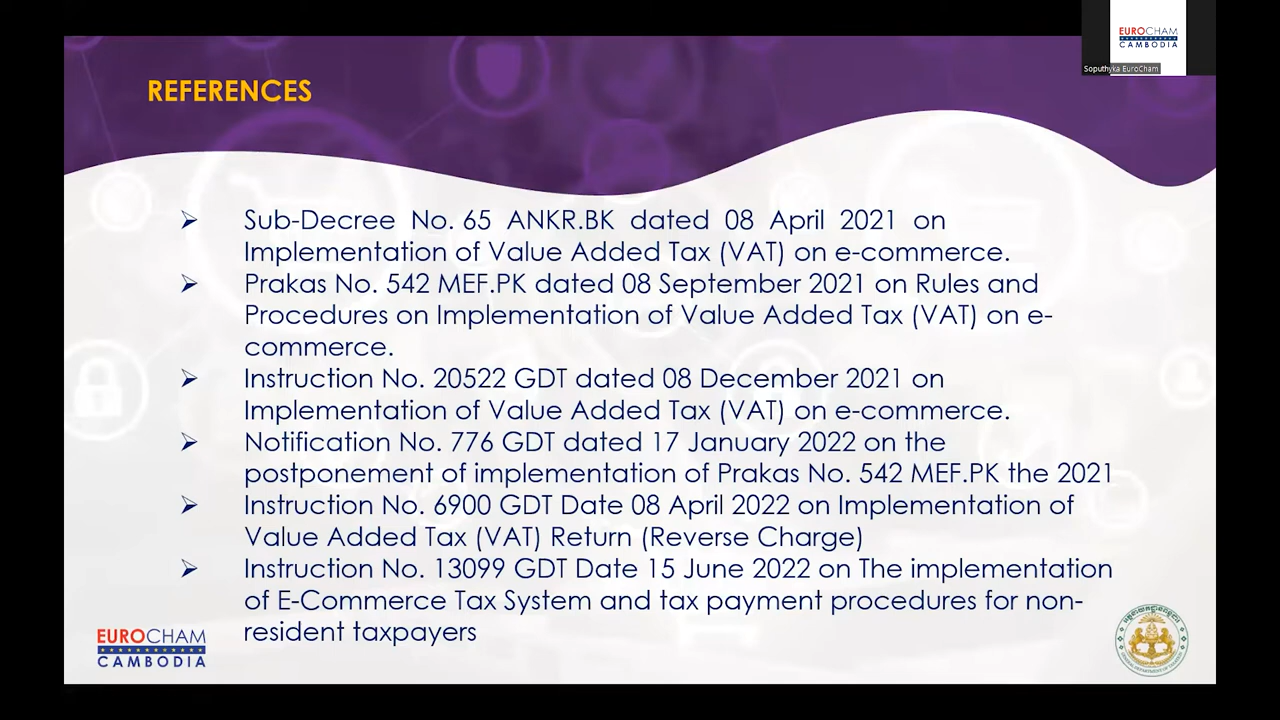 EUROCHAM
CAMBODIA
Soputhyka EuroCham
REFERENCES
➢ Sub-Decree No. 65 ANKR.BK dated 08 April 2021 on
Implementation of Value Added Tax (VAT) on e-commerce.
➢ Prakas No. 542 MEF.PK dated 08 September 2021 on Rules and
Procedures on Implementation of Value Added Tax (VAT) on e-
commerce.
➢ Instruction No. 20522 GDT dated 08 December 2021 on
Implementation of Value Added Tax (VAT) on e-commerce.
➢ Notification No. 776 GDT dated 17 January 2022 on the
postponement of implementation of Prakas No. 542 MEF.PK the 2021
➢ Instruction No. 6900 GDT Date 08 April 2022 on Implementation of
Value Added Tax (VAT) Return (Reverse Charge)
➢ Instruction No. 13099 GDT Date 15 June 2022 on The implementation
of E-Commerce Tax System and tax payment procedures for non-
resident taxpayers
EUROCHAM
CAMBODIA